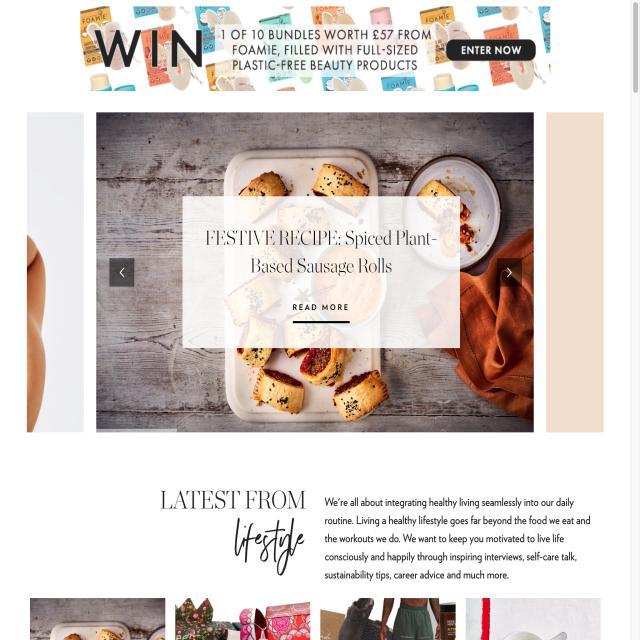 WIN
1 OF 10 BUNDLES WORTH £57 FROM
FOAMIE, FILLED WITH FULL-SIZED
PLASTIC-FREE BEAUTY PRODUCTS
ENTER NOW
FESTIVE RECIPE: Spiced Plant-
Based Sausage Rolls
READ MORE
LATEST FROM
lifestyle
We're all about integrating healthy living seamlessly into our daily
routine. Living a healthy lifestyle goes far beyond the food we eat and
the workouts we do. We want to keep you motivated to live life
consciously and happily through inspiring interviews, self-care talk,
sustainability tips, career advice and much more.